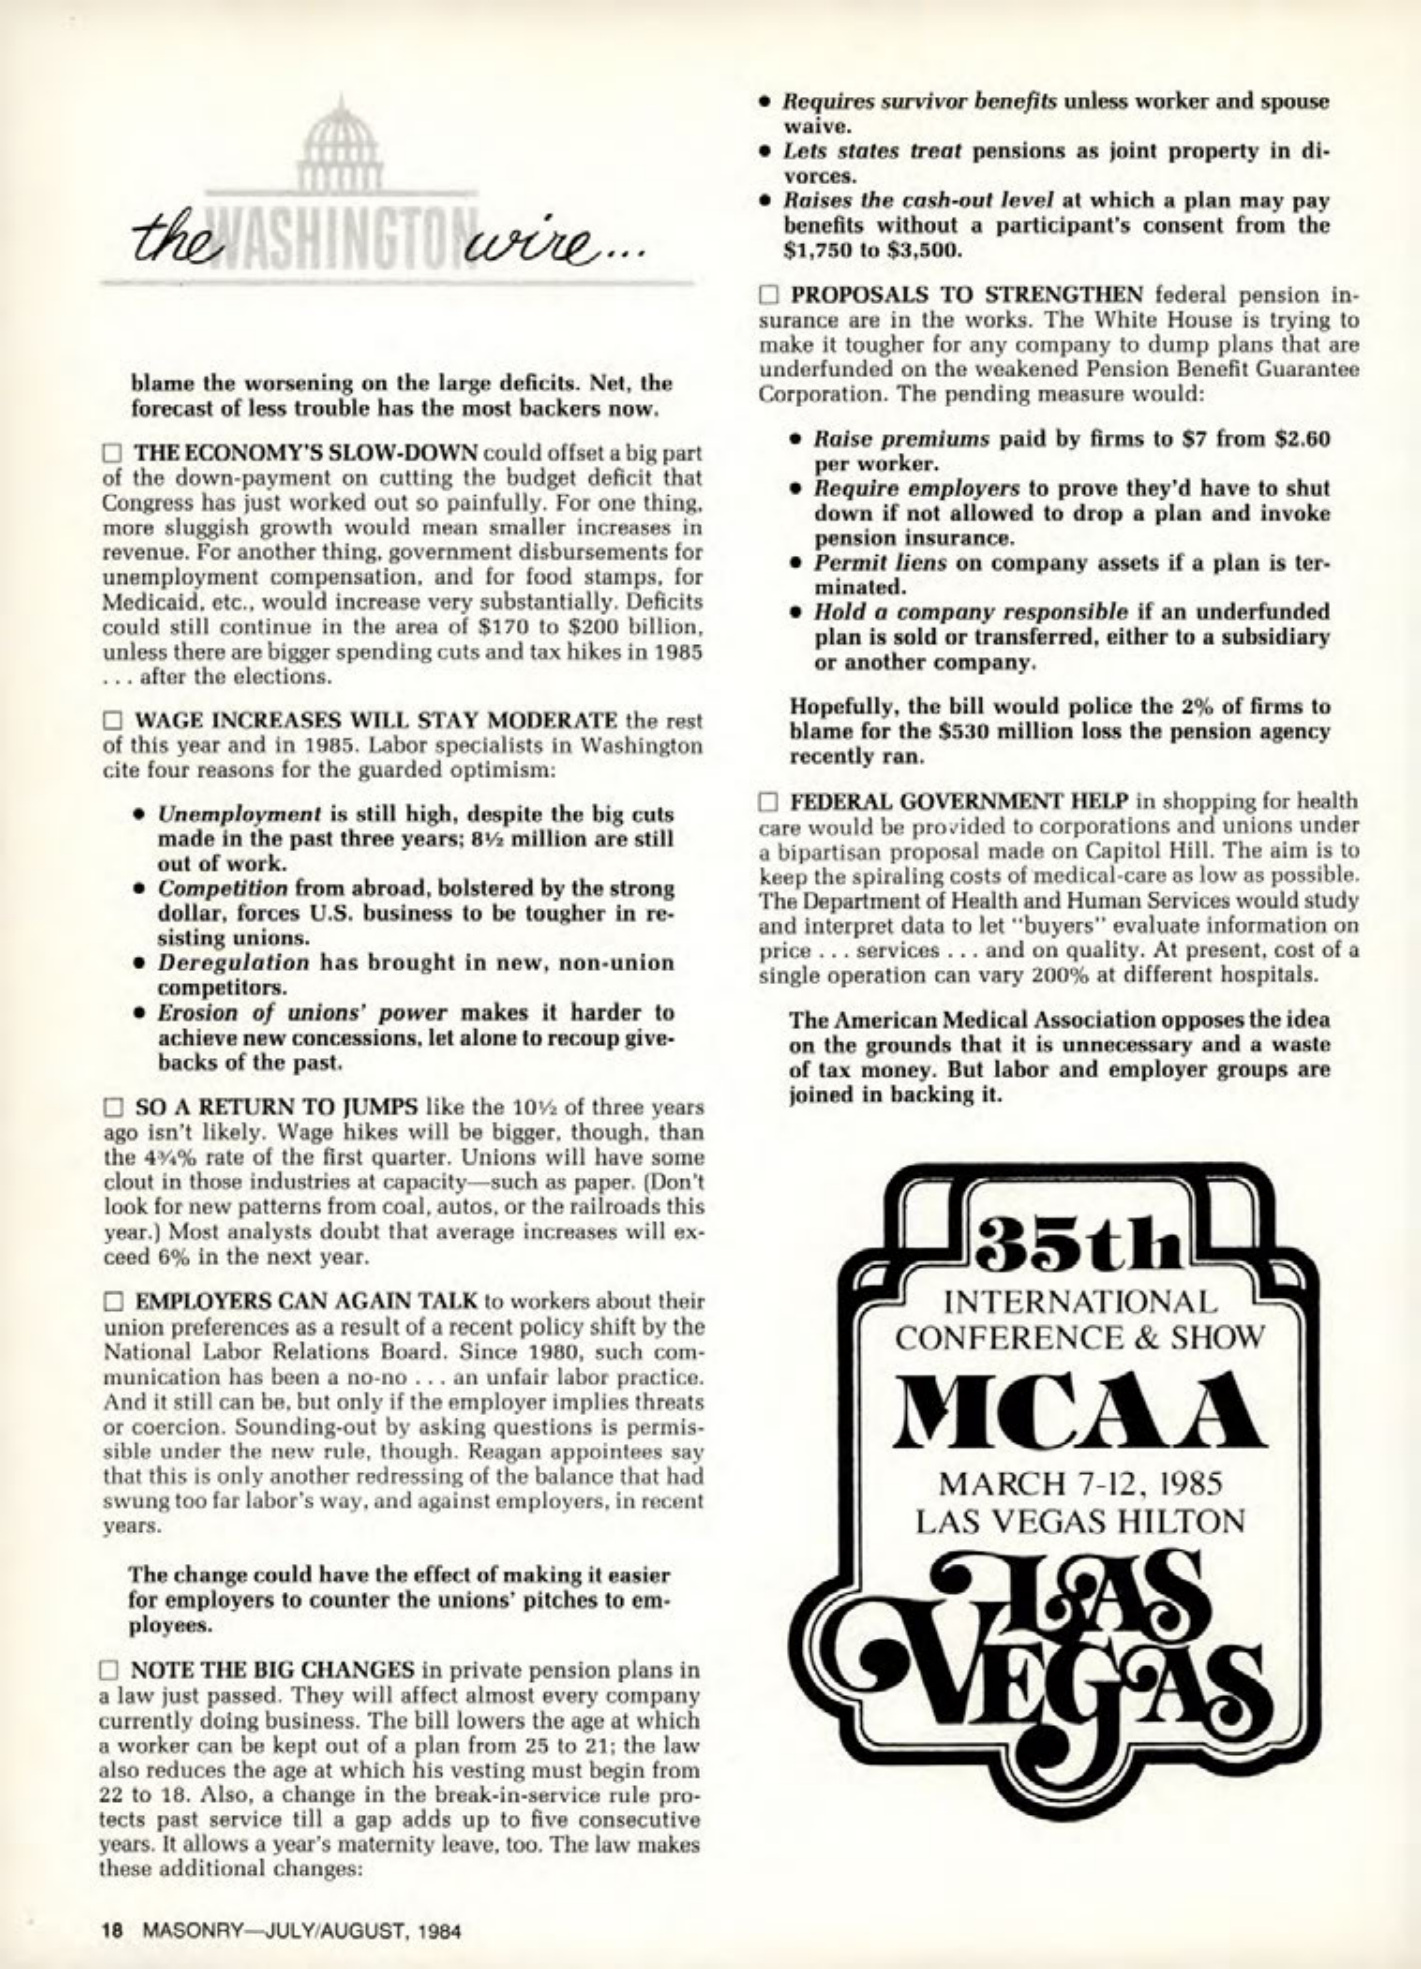 the WASHINGTON wire...
blame the worsening on the large deficits. Net, the
forecast of less trouble has the most backers now.
☐ THE ECONOMY'S SLOW-DOWN could offset a big part
of the down-payment on cutting the budget deficit that
Congress has just worked out so painfully. For one thing,
more sluggish growth would mean smaller increases in
revenue. For another thing, government disbursements for
unemployment compensation, and for food stamps, for
Medicaid, etc., would increase very substantially. Deficits
could still continue in the area of $170 to $200 billion,
unless there are bigger spending cuts and tax hikes in 1985
. . . after the elections.
☐ WAGE INCREASES WILL STAY MODERATE the rest
of this year and in 1985. Labor specialists in Washington
cite four reasons for the guarded optimism:
● Unemployment is still high, despite the big cuts
made in the past three years; 8½ million are still
out of work.
● Competition from abroad, bolstered by the strong
dollar, forces U.S. business to be tougher in re-
sisting unions.
● Deregulation has brought in new, non-union
competitors.
● Erosion of unions' power makes it harder to
achieve new concessions, let alone to recoup give-
backs of the past.
☐ SO A RETURN TO JUMPS like the 10½ of three years
ago isn't likely. Wage hikes will be bigger, though, than
the 4¾% rate of the first quarter. Unions will have some
clout in those industries at capacity—such as paper. (Don't
look for new patterns from coal, autos, or the railroads this
year.) Most analysts doubt that average increases will ex-
ceed 6% in the next year.
☐ EMPLOYERS CAN AGAIN TALK to workers about their
union preferences as a result of a recent policy shift by the
National Labor Relations Board. Since 1980, such com-
munication has been a no-no . . . an unfair labor practice.
And it still can be, but only if the employer implies threats
or coercion. Sounding-out by asking questions is permis-
sible under the new rule, though. Reagan appointees say
that this is only another redressing of the balance that had
swung too far labor's way, and against employers, in recent
years.
The change could have the effect of making it easier
for employers to counter the unions' pitches to em-
ployees.
☐ NOTE THE BIG CHANGES in private pension plans in
a law just passed. They will affect almost every company
currently doing business. The bill lowers the age at which
a worker can be kept out of a plan from 25 to 21; the law
also reduces the age at which his vesting must begin from
22 to 18. Also, a change in the break-in-service rule pro-
tects past service till a gap adds up to five consecutive
years. It allows a year's maternity leave, too. The law makes
these additional changes:
● Requires survivor benefits unless worker and spouse
waive.
● Lets states treat pensions as joint property in di-
vorces.
● Raises the cash-out level at which a plan may pay
benefits without a participant's consent from the
$1,750 to $3,500.
☐ PROPOSALS TO STRENGTHEN federal pension in-
surance are in the works. The White House is trying to
make it tougher for any company to dump plans that are
underfunded on the weakened Pension Benefit Guarantee
Corporation. The pending measure would:
● Raise premiums paid by firms to $7 from $2.60
per worker.
● Require employers to prove they'd have to shut
down if not allowed to drop a plan and invoke
pension insurance.
● Permit liens on company assets if a plan is ter-
minated.
● Hold a company responsible if an underfunded
plan is sold or transferred, either to a subsidiary
or another company.
Hopefully, the bill would police the 2% of firms to
blame for the $530 million loss the pension agency
recently ran.
☐ FEDERAL GOVERNMENT HELP in shopping for health
care would be provided to corporations and unions under
a bipartisan proposal made on Capitol Hill. The aim is to
keep the spiraling costs of medical-care as low as possible.
The Department of Health and Human Services would study
and interpret data to let "buyers" evaluate information on
price . . . services . . . and on quality. At present, cost of a
single operation can vary 200% at different hospitals.
The American Medical Association opposes the idea
on the grounds that it is unnecessary and a waste
of tax money. But labor and employer groups are
joined in backing it.
35th
INTERNATIONAL
CONFERENCE & SHOW
MCAA
MARCH 7-12, 1985
LAS VEGAS HILTON
LAS
VEGAS
18 MASONRY—JULY/AUGUST, 1984